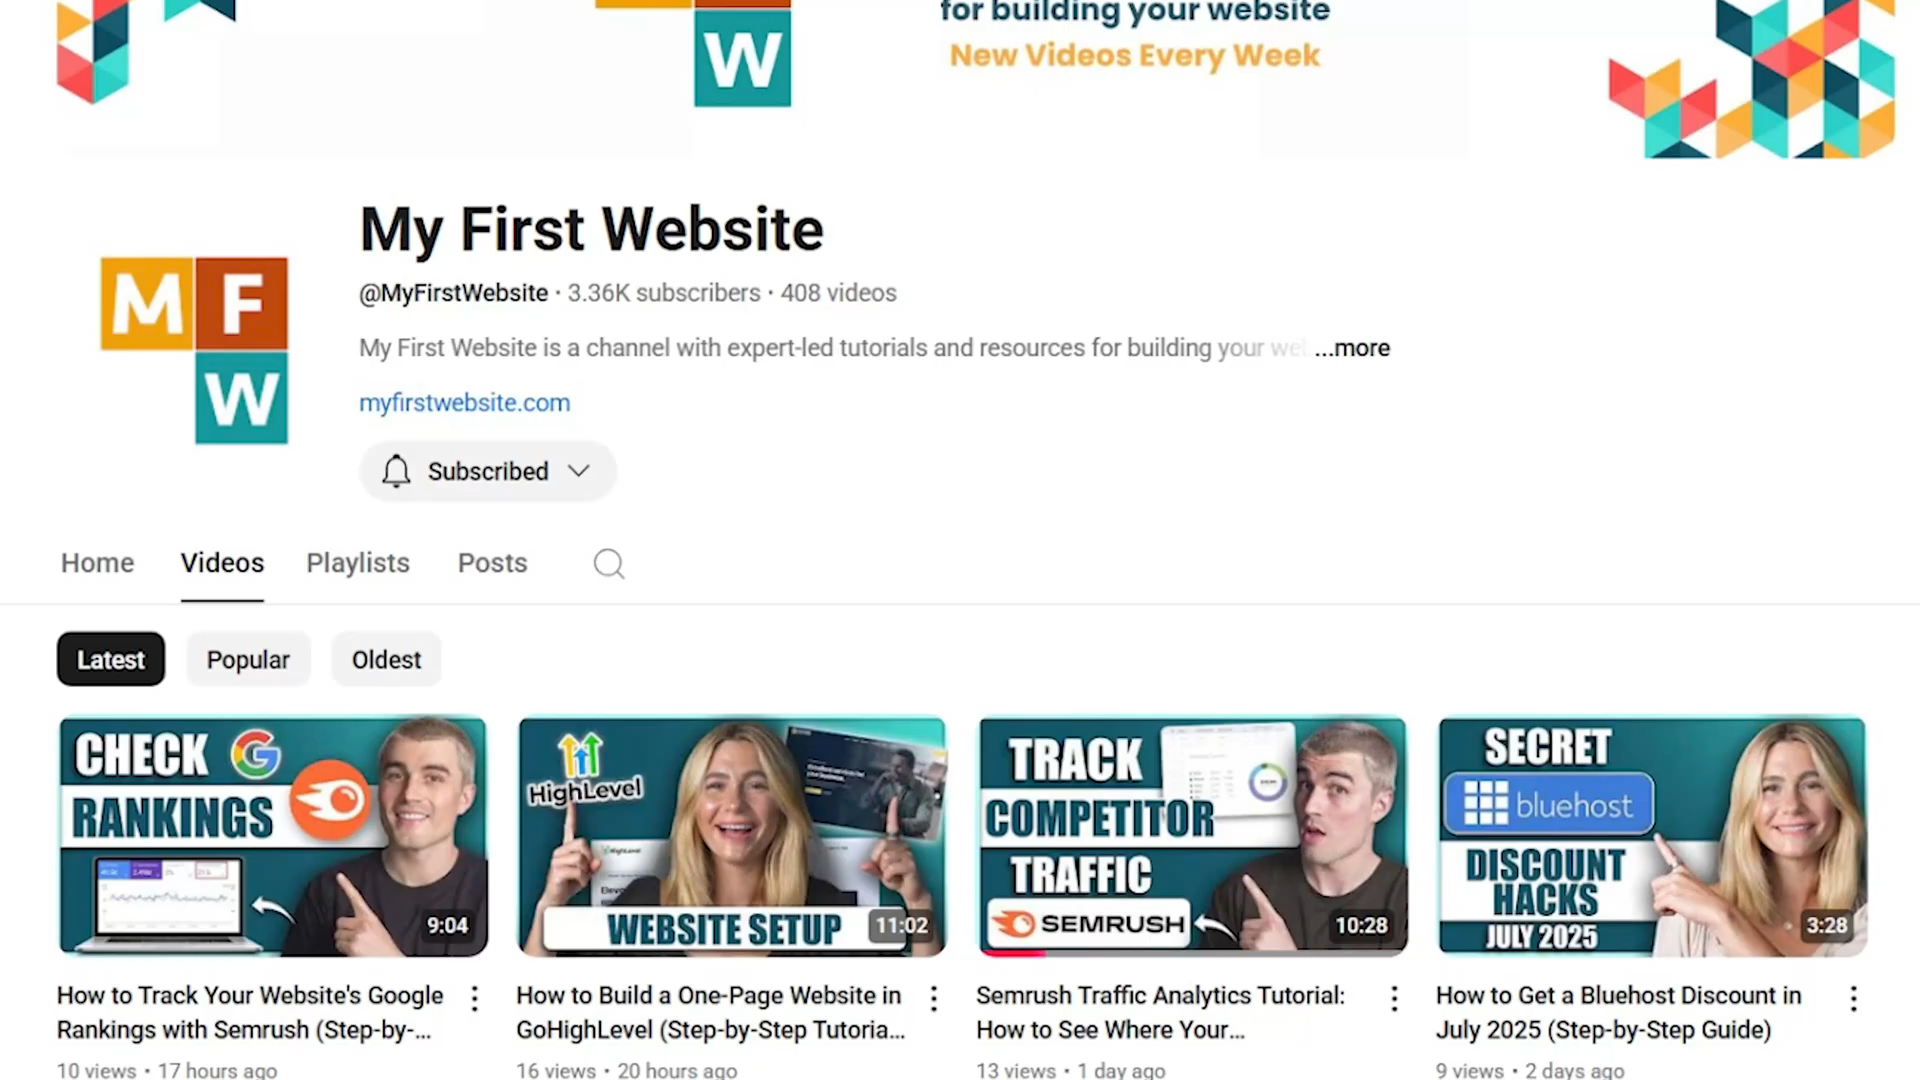 for building your website
New Videos Every Week
W
My First Website
@MyFirstWebsite · 3.36K subscribers · 408 videos
My First Website is a channel with expert-led tutorials and resources for building your we ...more
myfirstwebsite.com
M F
W
Subscribed
Home Videos Playlists Posts
Latest Popular Oldest
CHECK
RANKINGS
9:04
HighLevel
WEBSITE SETUP
11:02
TRACK
COMPETITOR
TRAFFIC
SEMRUSH
10:28
SECRET
bluehost
DISCOUNT
HACKS
JULY 2025
3:28
How to Track Your Website's Google
Rankings with Semrush (Step-by-...
10 views • 17 hours ago
How to Build a One-Page Website in
GoHighLevel (Step-by-Step Tutoria...
16 views • 20 hours ago
Semrush Traffic Analytics Tutorial:
How to See Where Your...
13 views • 1 day ago
How to Get a Bluehost Discount in
July 2025 (Step-by-Step Guide)
9 views • 2 days ago